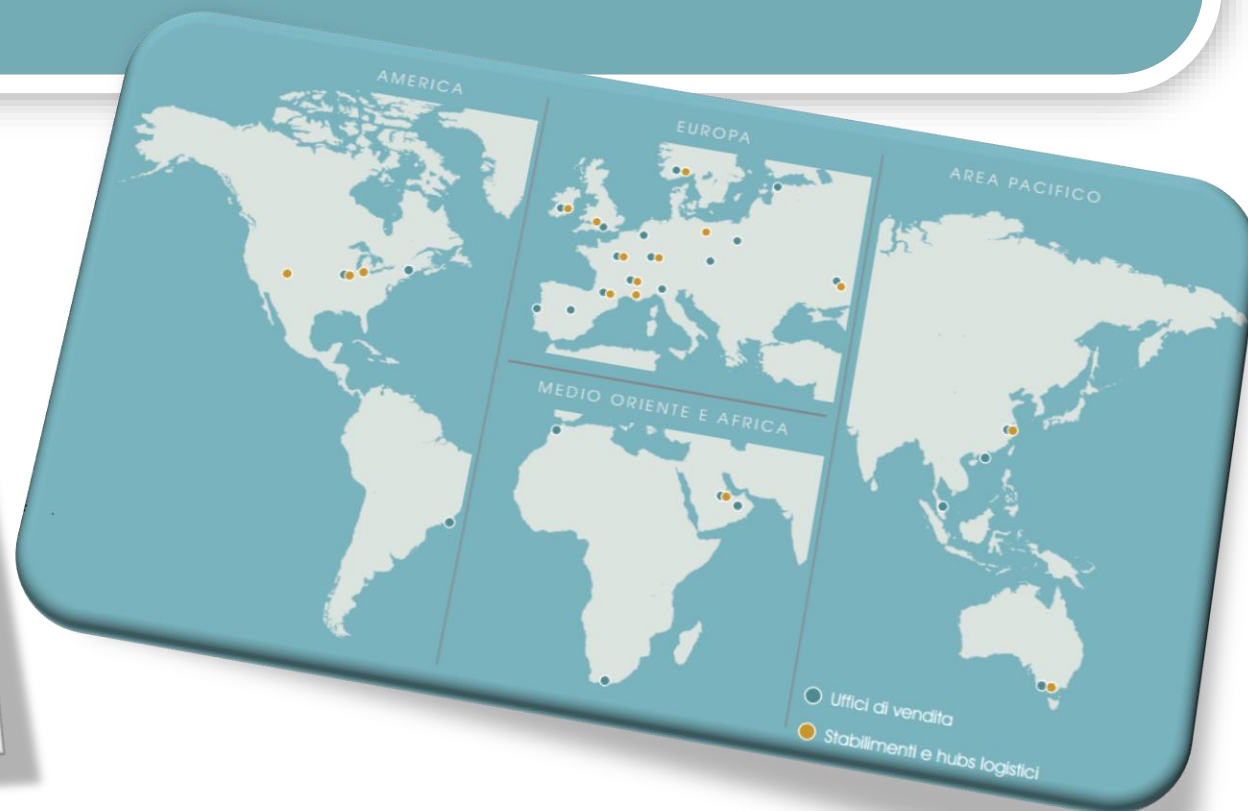 AMERICA
EUROPA
AREA PACIFICO
MEDIO ORIENTE E AFRICA
Uffici di vendita
Stabilimenti e hubs logistici